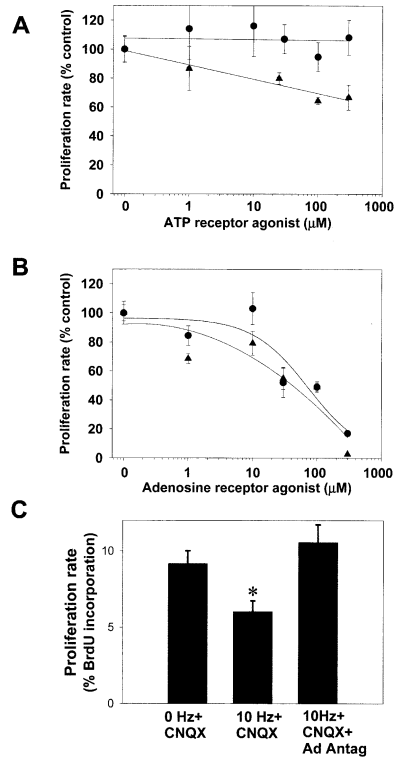 A
Proliferation rate (% control)
120
100
80
60
40
20
0
0 1 10 100 1000
ATP receptor agonist (μM)
B
Proliferation rate (% control)
120
100
80
60
40
20
0
0 1 10 100 1000
Adenosine receptor agonist (μM)
C
Proliferation rate
(% BrdU incorporation)
10
5
0
*
0 Hz+ 10 Hz+ 10Hz+
CNQX CNQX CNQX+
Ad Antag